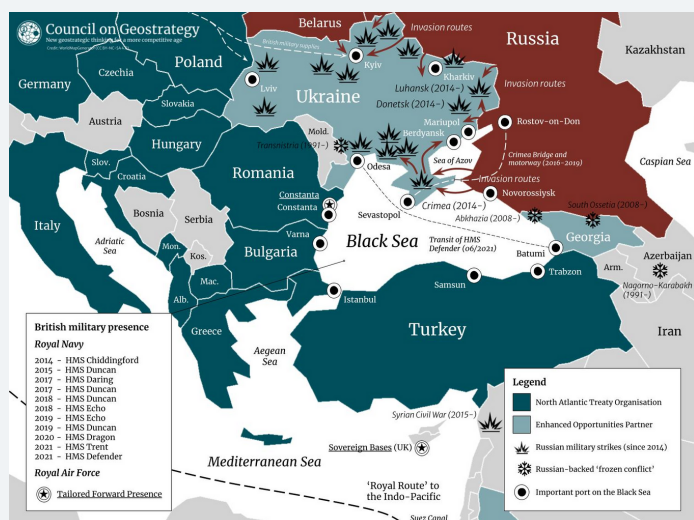 Council on Geostrategy
New geostrategic thinking for a more competitive age
Germany
Poland
Czechia
Slovakia
Austria
Hungary
Slov.
Croatia
Bosnia
Serbia
Kos.
Mon.
Mac.
Alb.
Italy
Adriatic
Sea
Romania
Bulgaria
Greece
Aegean
Sea
Belarus
British military supplies
Invasion routes
Kyiv
Lviv
Ukraine
Kharkiv
Luhansk (2014-)
Donetsk (2014-)
Invasion routes
Mariupol
Berdyansk
Mold.
Transnistria (1991-)
Odesa
Sea of Azov
Rostov-on-Don
Crimea Bridge and
motorway (2016-2019)
Invasion routes
Novorossiysk
Crimea (2014-)
Sevastopol
Russia
Kazakhstan
Caspian Sea
Constanta
Constanta
Varna
Black Sea
Transit of HMS
Defender (06/2021)
Abkhazia (2008-)
South Ossetia (2008-)
Georgia
Batumi
Azerbaijan
Arm.
Nagorno-Karabakh
(1991-)
Iran
Trabzon
Samsun
Istanbul
Turkey
Syrian Civil War (2015-)
Sovereign Bases (UK)
Mediterranean Sea
'Royal Route' to
the Indo-Pacific
Suez Canal
British military presence
Royal Navy
2014 - HMS Chiddingford
2015 - HMS Duncan
2017 - HMS Daring
2017 - HMS Duncan
2018 - HMS Duncan
2018 - HMS Echo
2019 - HMS Echo
2019 - HMS Duncan
2020 - HMS Dragon
2021 - HMS Trent
2021 - HMS Defender
Royal Air Force
Tailored Forward Presence
Legend
North Atlantic Treaty Organisation
Enhanced Opportunities Partner
Russian military strikes (since 2014)
Russian-backed 'frozen conflict'
Important port on the Black Sea